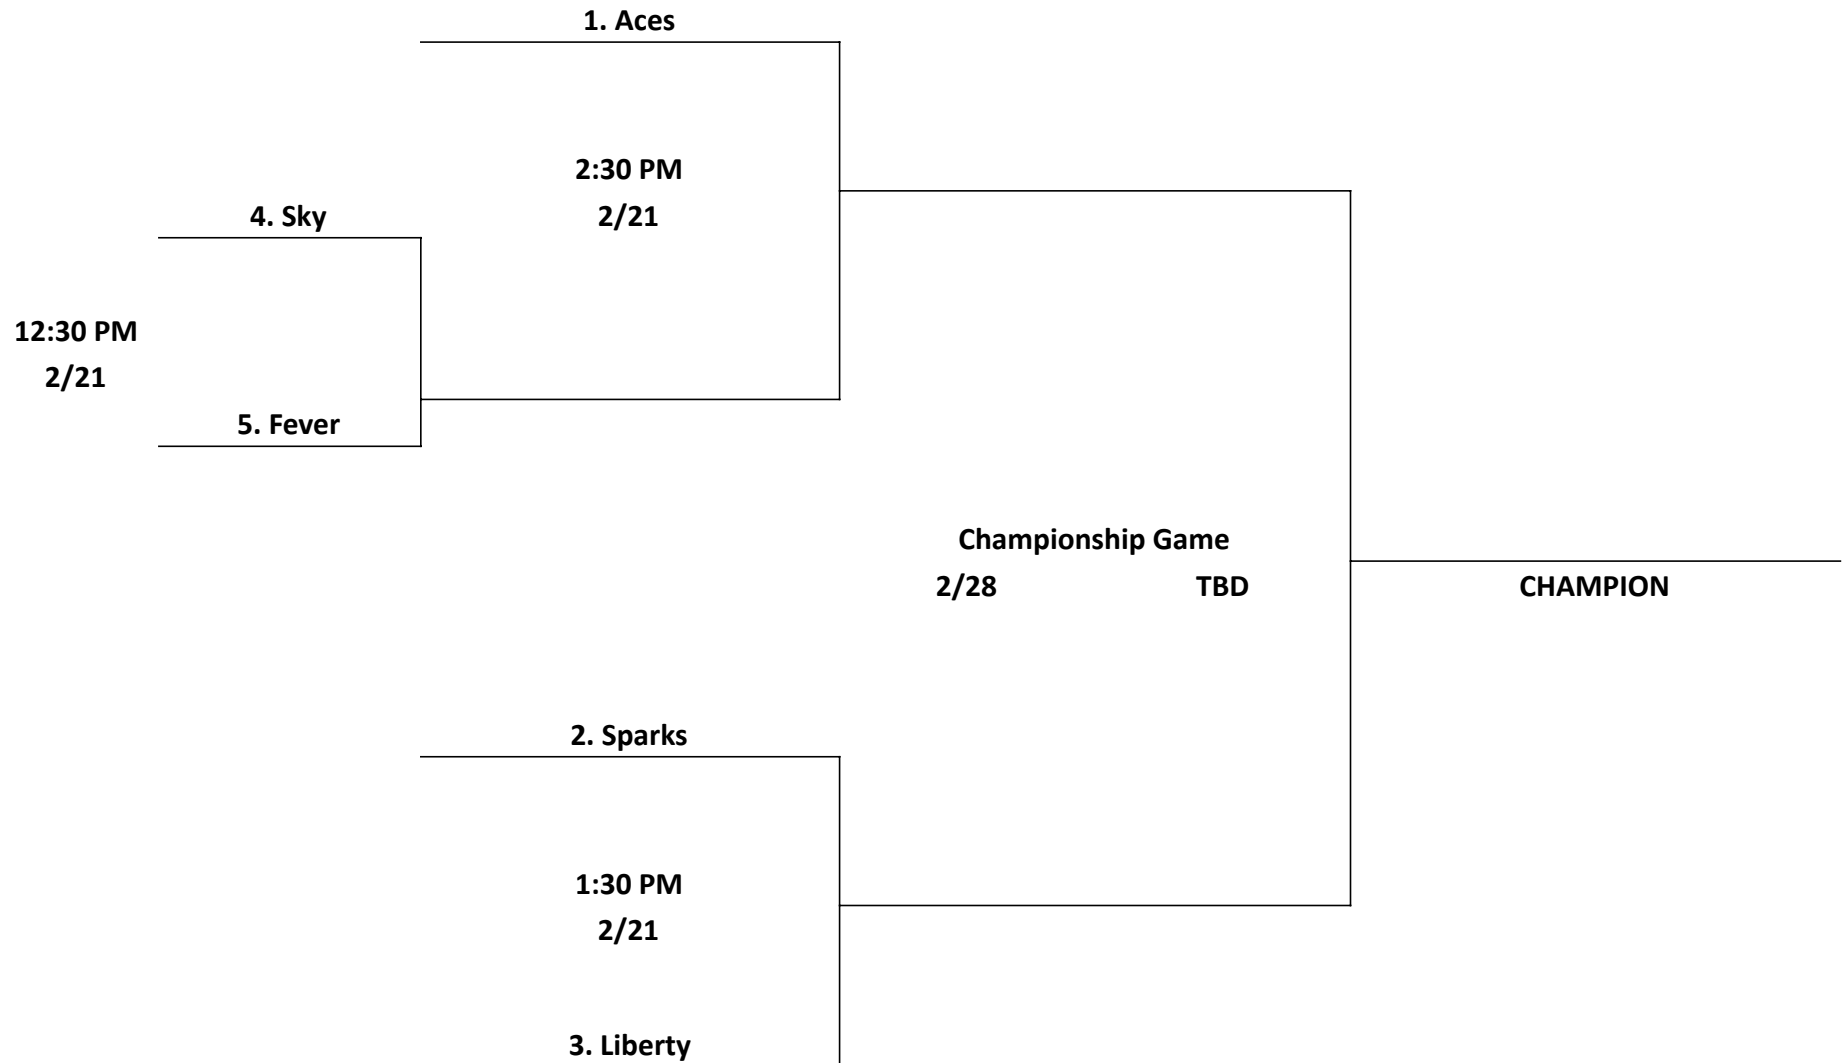 1. Aces
2:30 PM
2/21
4. Sky
12:30 PM
2/21
5. Fever
Championship Game
2/28 TBD
CHAMPION
2. Sparks
1:30 PM
2/21
3. Liberty